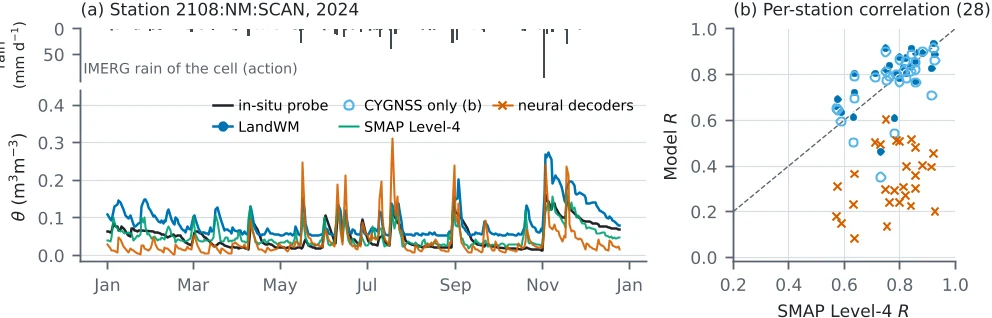 (a) Station 2108:NM:SCAN, 2024
rain
(mm d⁻¹)
0
50
IMERG rain of the cell (action)
θ (m³m⁻³)
0.4
0.3
0.2
0.1
0.0
in-situ probe
CYGNSS only (b)
neural decoders
LandWM
SMAP Level-4
Jan Mar May Jul Sep Nov Jan
(b) Per-station correlation (28)
Model R
1.0
0.8
0.6
0.4
0.2
0.0
0.2 0.4 0.6 0.8 1.0
SMAP Level-4 R